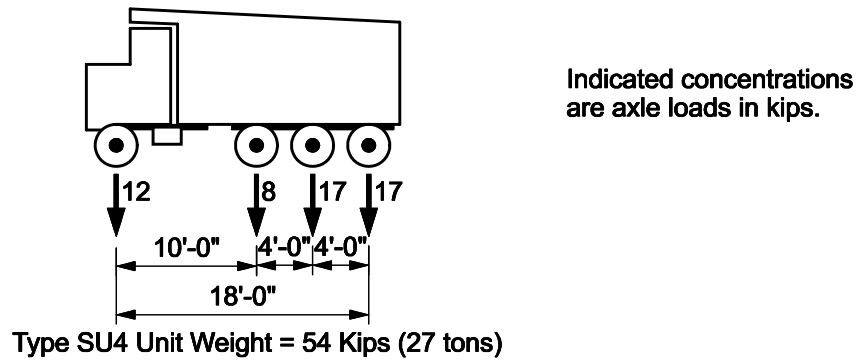 Indicated concentrations
are axle loads in kips.
12 8 17 17
10'-0" 4'-0" 4'-0"
18'-0"
Type SU4 Unit Weight = 54 Kips (27 tons)